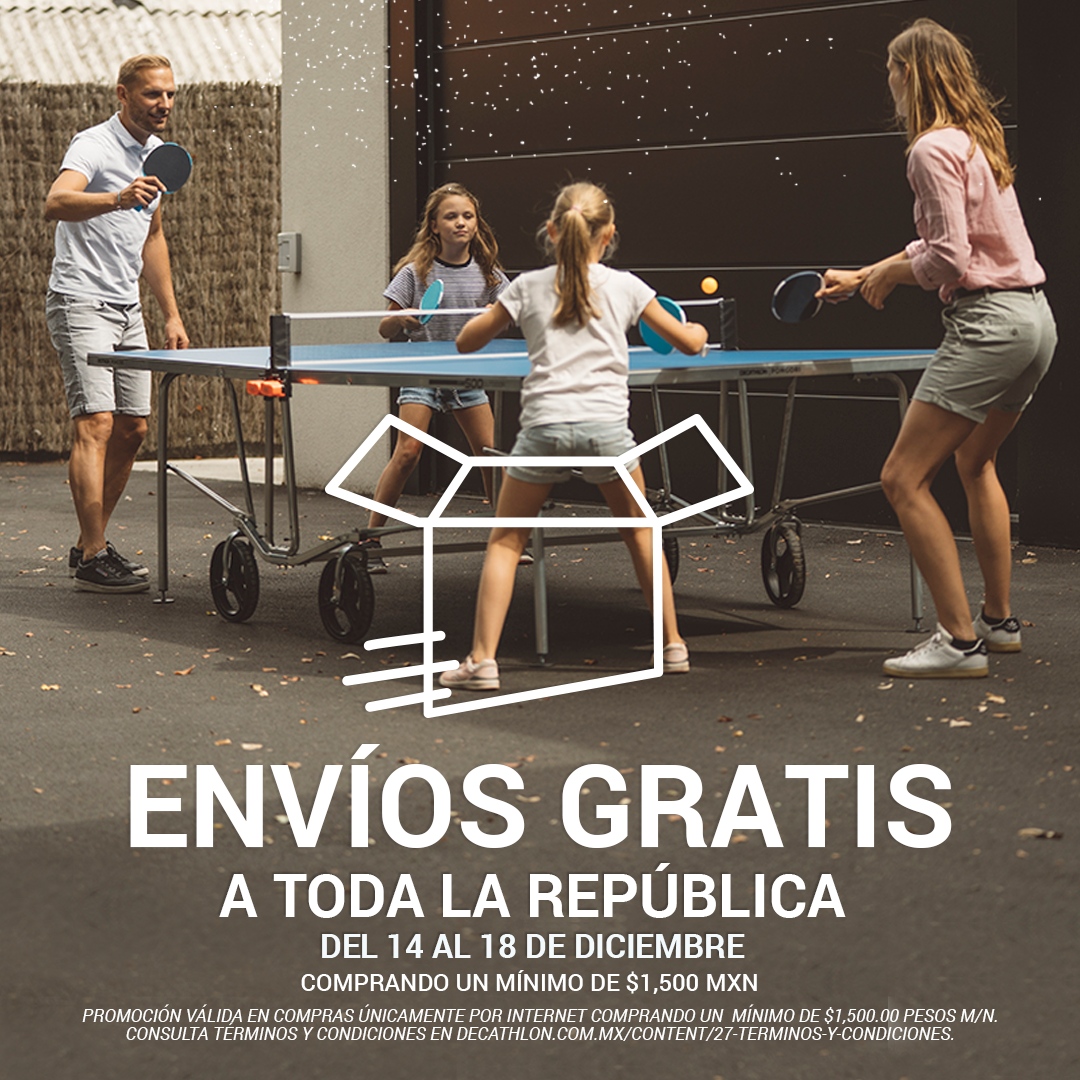 ENVÍOS GRATIS
A TODA LA REPÚBLICA
DEL 14 AL 18 DE DICIEMBRE
COMPRANDO UN MÍNIMO DE $1,500 MXN
PROMOCIÓN VÁLIDA EN COMPRAS ÚNICAMENTE POR INTERNET COMPRANDO UN MÍNIMO DE $1,500.00 PESOS M/N.
CONSULTA TÉRMINOS Y CONDICIONES EN DECATHLON.COM.MX/CONTENT/27-TERMINOS-Y-CONDICIONES.